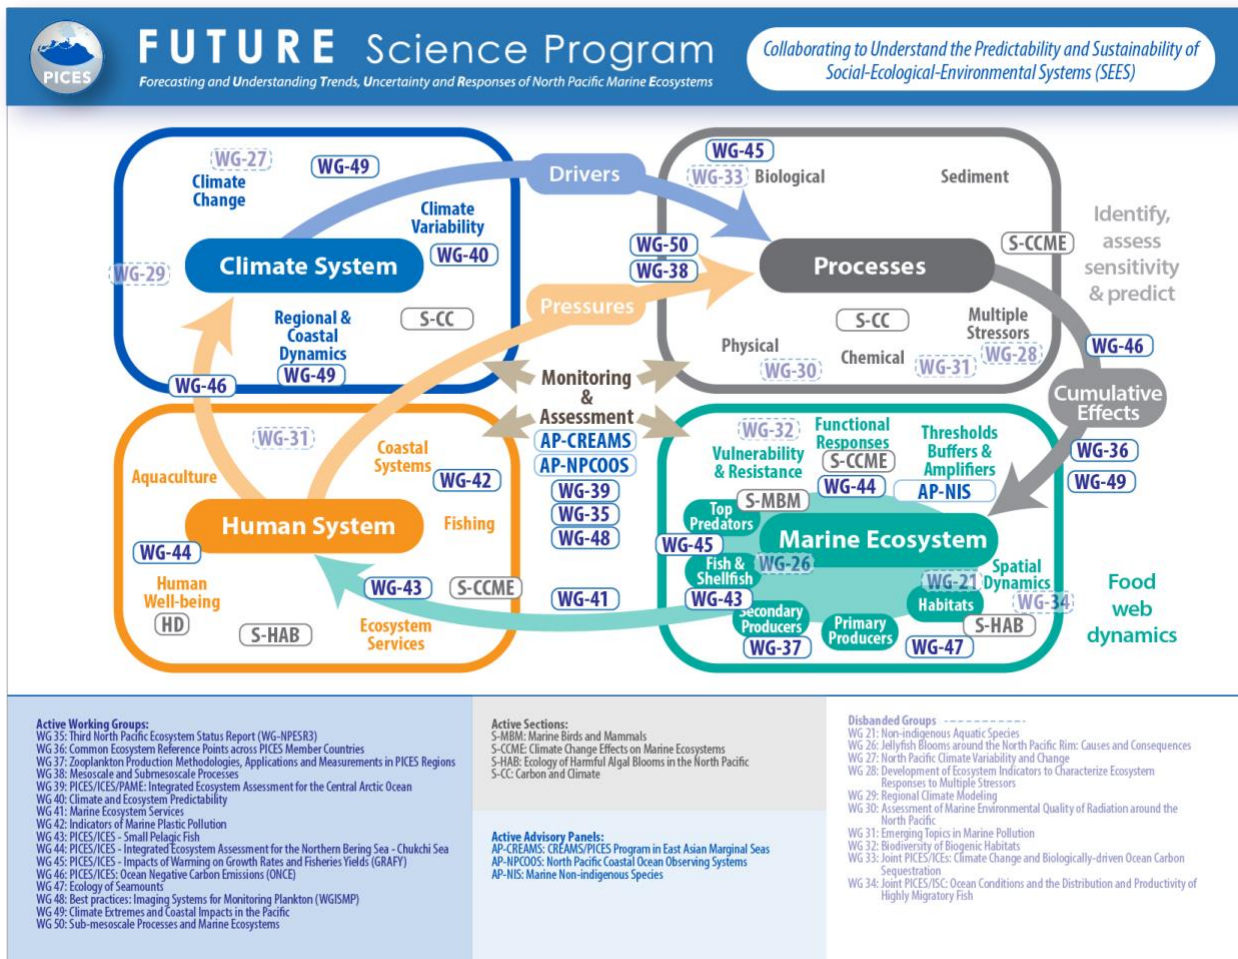 PICES
FUTURE Science Program
Forecasting and Understanding Trends, Uncertainty and Responses of North Pacific Marine Ecosystems
Collaborating to Understand the Predictability and Sustainability of
Social-Ecological-Environmental Systems (SEES)
WG-27
WG-49
Climate
Change
Climate
Variability
WG-40
Climate System
WG-29
Regional &
Coastal
Dynamics
WG-49
S-CC
WG-46
Drivers
Pressures
WG-50
WG-38
WG-45
WG-33
Biological
Sediment
S-CCME
Processes
S-CC
Multiple
Stressors
WG-28
Physical
WG-30
Chemical
WG-31
Identify,
assess
sensitivity
& predict
WG-46
Cumulative
Effects
WG-36
WG-49
Monitoring
&
Assessment
AP-CREAMS
AP-NPCOOS
WG-39
WG-35
WG-48
WG-41
WG-31
Aquaculture
Coastal
Systems
WG-42
Human System
Fishing
WG-44
Human
Well-being
HD
S-HAB
WG-43
S-CCME
Ecosystem
Services
WG-32
Functional
Responses
S-CCME
WG-44
Vulnerability
& Resistance
Thresholds
Buffers &
Amplifiers
AP-NIS
S-MBM
Top
Predators
WG-45
Marine Ecosystem
Fish &
Shellfish
WG-26
WG-43
WG-21
Spatial
Dynamics
Habitats
WG-34
S-HAB
Secondary
Producers
WG-37
Primary
Producers
WG-47
Food
web
dynamics
Active Working Groups:
WG 35: Third North Pacific Ecosystem Status Report (WG-NPESR3)
WG 36: Common Ecosystem Reference Points across PICES Member Countries
WG 37: Zooplankton Production Methodologies, Applications and Measurements in PICES Regions
WG 38: Mesoscale and Submesoscale Processes
WG 39: PICES/ICES/PAME: Integrated Ecosystem Assessment for the Central Arctic Ocean
WG 40: Climate and Ecosystem Predictability
WG 41: Marine Ecosystem Services
WG 42: Indicators of Marine Plastic Pollution
WG 43: PICES/ICES - Small Pelagic Fish
WG 44: PICES/ICES - Integrated Ecosystem Assessment for the Northern Bering Sea - Chukchi Sea
WG 45: PICES/ICES - Impacts of Warming on Growth Rates and Fisheries Yields (GRAFY)
WG 46: PICES/ICES: Ocean Negative Carbon Emissions (ONCE)
WG 47: Ecology of Seamounts
WG 48: Best practices: Imaging Systems for Monitoring Plankton (WGISMP)
WG 49: Climate Extremes and Coastal Impacts in the Pacific
WG 50: Sub-mesoscale Processes and Marine Ecosystems
Active Sections:
S-MBM: Marine Birds and Mammals
S-CCME: Climate Change Effects on Marine Ecosystems
S-HAB: Ecology of Harmful Algal Blooms in the North Pacific
S-CC: Carbon and Climate
Active Advisory Panels:
AP-CREAMS: CREAMS/PICES Program in East Asian Marginal Seas
AP-NPCOOS: North Pacific Coastal Ocean Observing Systems
AP-NIS: Marine Non-indigenous Species
Disbanded Groups
WG 21: Non-indigenous Aquatic Species
WG 26: Jellyfish Blooms around the North Pacific Rim: Causes and Consequences
WG 27: North Pacific Climate Variability and Change
WG 28: Development of Ecosystem Indicators to Characterize Ecosystem
Responses to Multiple Stressors
WG 29: Regional Climate Modeling
WG 30: Assessment of Marine Environmental Quality of Radiation around the
North Pacific
WG 31: Emerging Topics in Marine Pollution
WG 32: Biodiversity of Biogenic Habitats
WG 33: Joint PICES/ICEs: Climate Change and Biologically-driven Ocean Carbon
Sequestration
WG 34: Joint PICES/ISC: Ocean Conditions and the Distribution and Productivity of
Highly Migratory Fish